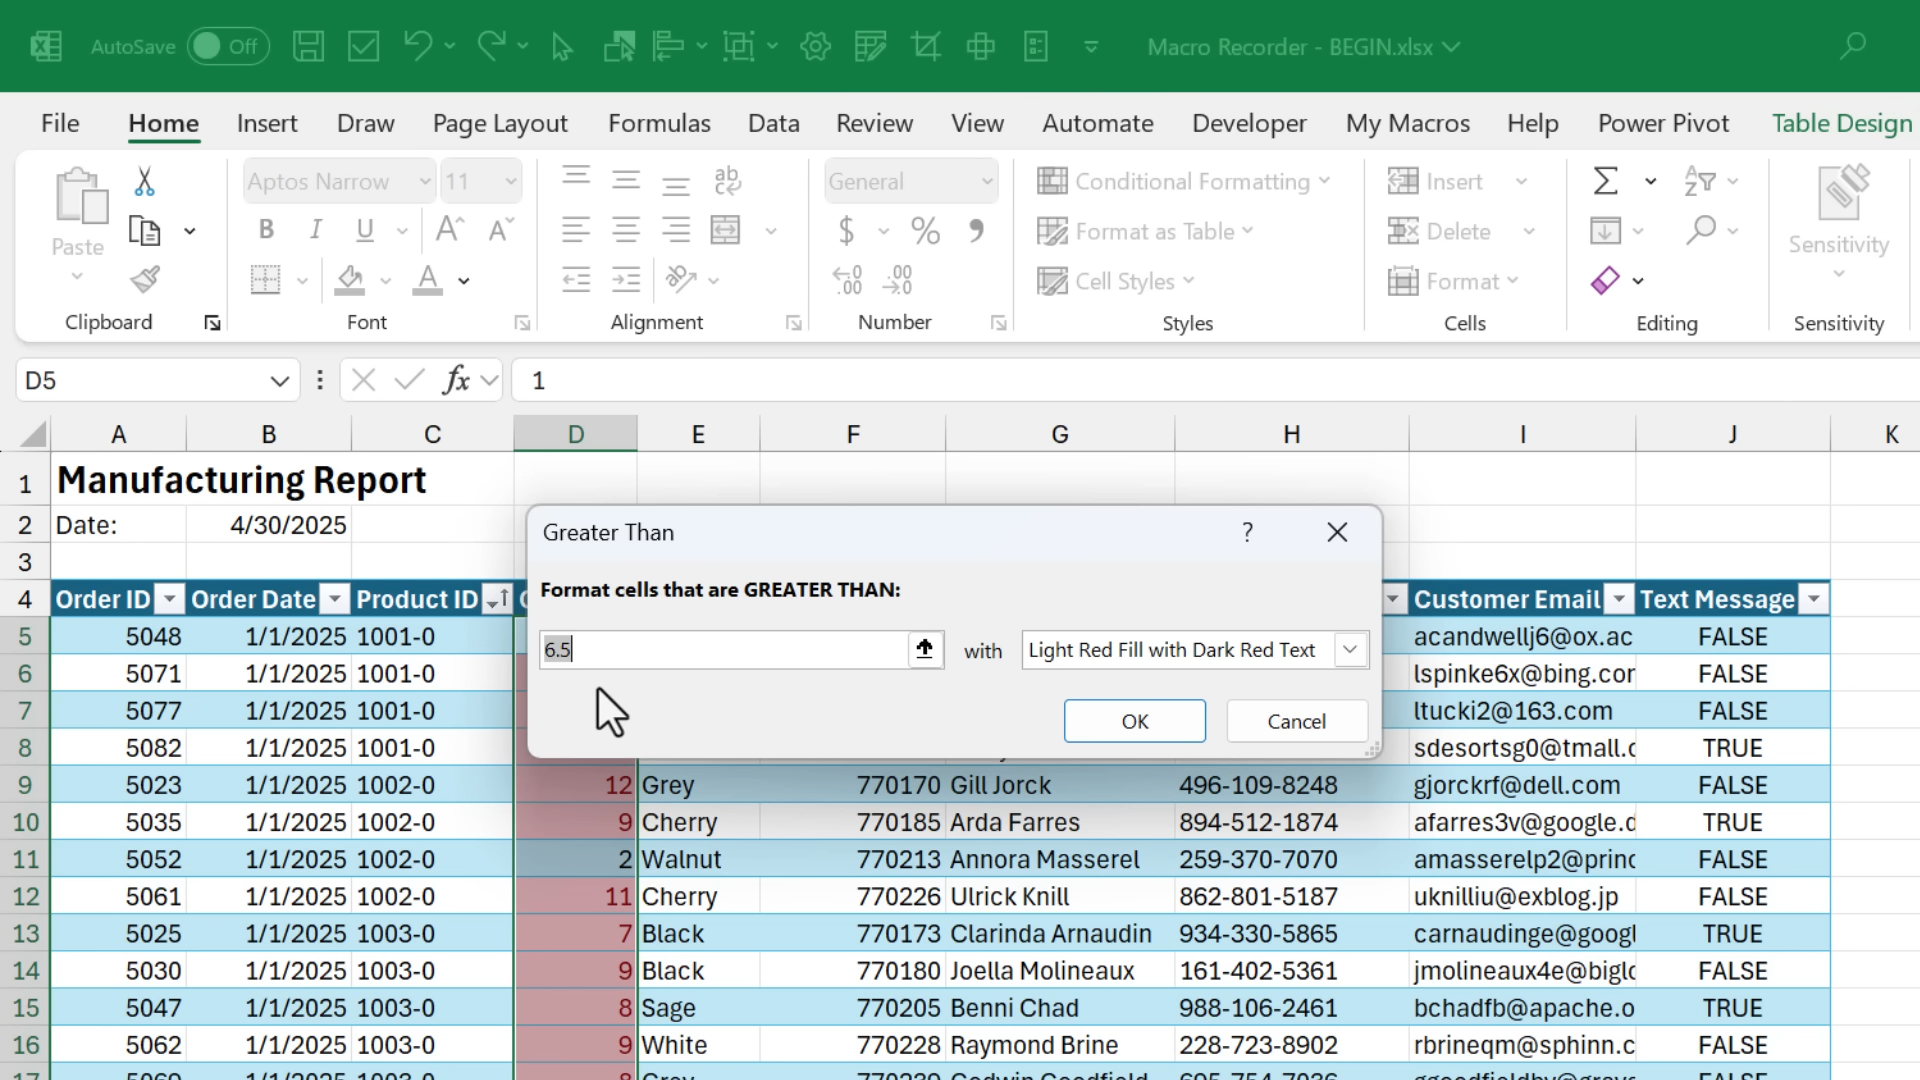 AutoSave Off Macro Recorder - BEGIN.xlsx
File Home Insert Draw Page Layout Formulas Data Review View Automate Developer My Macros Help Power Pivot Table Design
Aptos Narrow 11 General Conditional Formatting Insert
Paste B I U $ % Format as Table Delete Sensitivity
Cell Styles Format
Clipboard Font Alignment Number Styles Cells Editing Sensitivity
D5 fx 1
A B C D E F G H I J K
1 Manufacturing Report
2 Date: 4/30/2025
Greater Than ?
3
Format cells that are GREATER THAN:
4 Order ID Order Date Product ID Customer Email Text Message
5 5048 1/1/2025 1001-0 acandwellj6@ox.ac FALSE
6.5 with Light Red Fill with Dark Red Text
6 5071 1/1/2025 1001-0 lspinke6x@bing.cor FALSE
7 5077 1/1/2025 1001-0 ltucki2@163.com FALSE
OK Cancel
8 5082 1/1/2025 1001-0 sdesortsg0@tmall.c TRUE
9 5023 1/1/2025 1002-0 12 Grey 770170 Gill Jorck 496-109-8248 gjorckrf@dell.com FALSE
10 5035 1/1/2025 1002-0 9 Cherry 770185 Arda Farres 894-512-1874 afarres3v@google.d TRUE
11 5052 1/1/2025 1002-0 2 Walnut 770213 Annora Masserel 259-370-7070 amasserelp2@princ FALSE
12 5061 1/1/2025 1002-0 11 Cherry 770226 Ulrick Knill 862-801-5187 uknilliu@exblog.jp FALSE
13 5025 1/1/2025 1003-0 7 Black 770173 Clarinda Arnaudin 934-330-5865 carnaudinge@googl TRUE
14 5030 1/1/2025 1003-0 9 Black 770180 Joella Molineaux 161-402-5361 jmolineaux4e@biglo FALSE
15 5047 1/1/2025 1003-0 8 Sage 770205 Benni Chad 988-106-2461 bchadfb@apache.o TRUE
16 5062 1/1/2025 1003-0 9 White 770228 Raymond Brine 228-723-8902 rbrineqm@sphinn.c FALSE